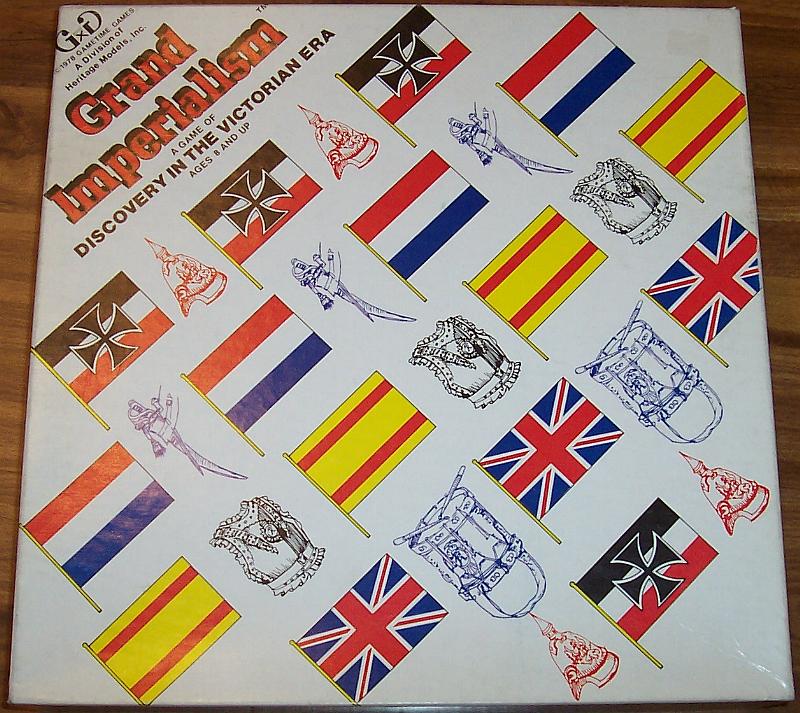 GxG
©1978 GAMETIME GAMES
A Division of
Heritage Models, Inc.
Grand
Imperialism
TM
A GAME OF
DISCOVERY IN THE VICTORIAN ERA
AGES 8 AND UP